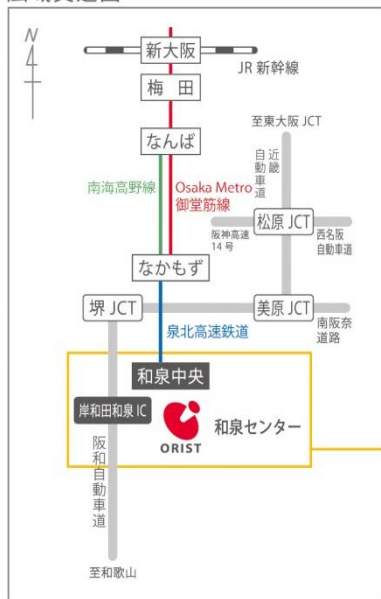 N
新大阪
JR 新幹線
梅 田
至東大阪 JCT
なんば
近畿
自動車道
南海高野線
Osaka Metro
御堂筋線
阪神高速
14 号
松原 JCT
西名阪
自動車道
なかもず
堺 JCT
美原 JCT
南阪奈
道路
泉北高速鉄道
和泉中央
岸和田和泉 IC
和泉センター
ORIST
阪和自動車道
至和歌山